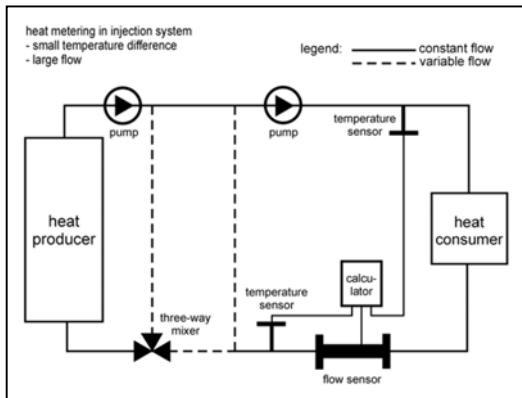 heat metering in injection system
- small temperature difference
- large flow
legend:
constant flow
variable flow
pump
pump
temperature
sensor
heat
producer
heat
consumer
calcu-
lator
temperature
sensor
three-way
mixer
flow sensor